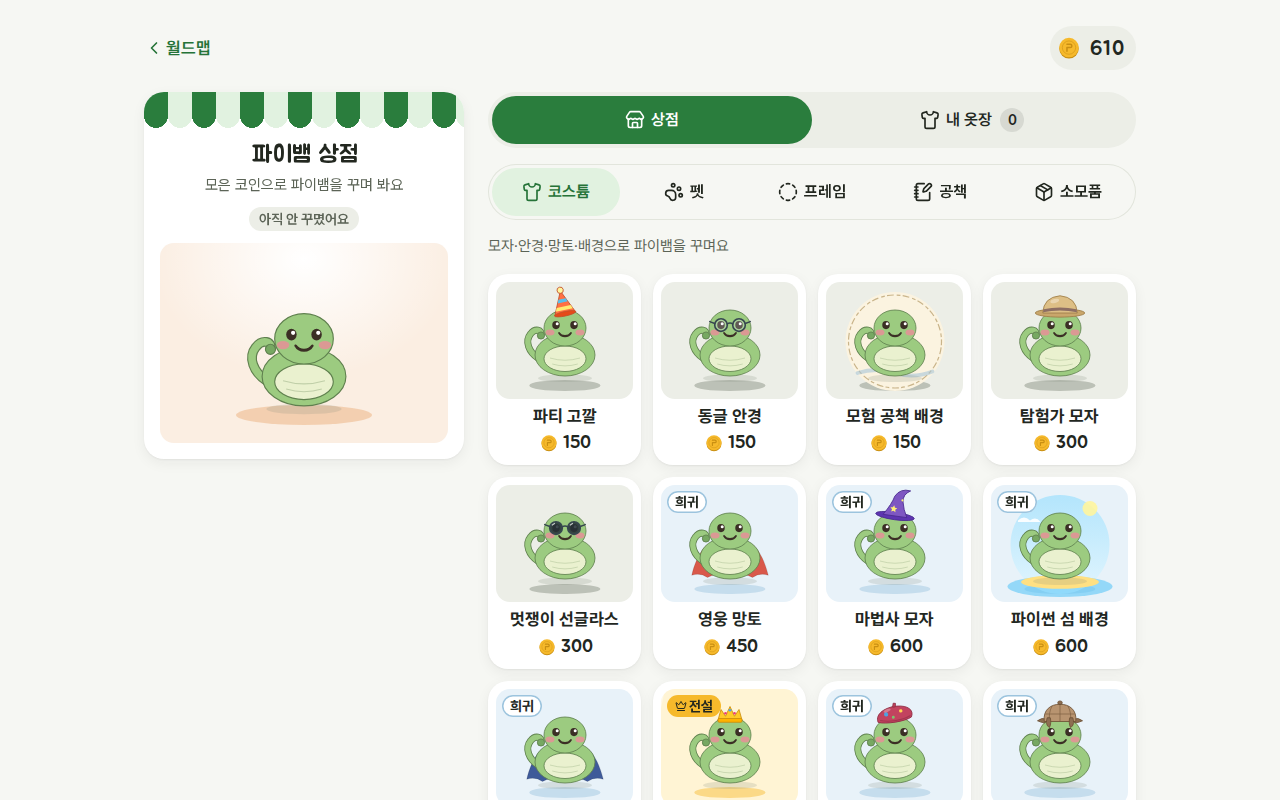 월드맵
610
파이뱀 상점
모은 코인으로 파이뱀을 꾸며 봐요
아직 안 꾸몄어요
상점
내 옷장 0
코스튬
펫
프레임
공책
소모품
모자·안경·망토·배경으로 파이뱀을 꾸며요
파티 고깔
150
동글 안경
150
모험 공책 배경
150
탐험가 모자
300
멋쟁이 선글라스
300
희귀
영웅 망토
450
희귀
마법사 모자
600
희귀
파이썬 섬 배경
600
희귀
전설
희귀
희귀